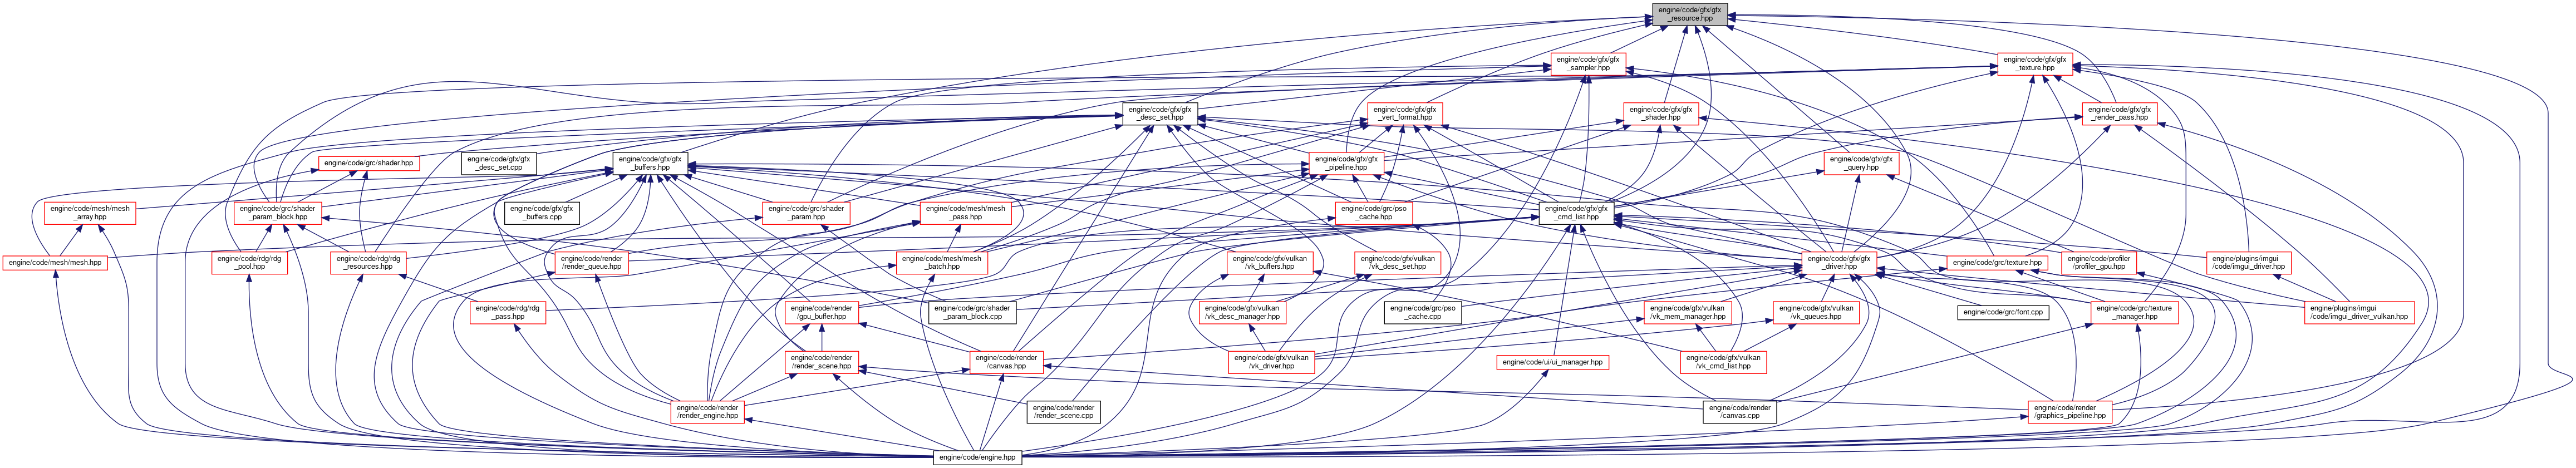 engine/code/gfx/gfx
_resource.hpp
engine/code/gfx/gfx
_sampler.hpp
engine/code/gfx/gfx
_texture.hpp
engine/code/gfx/gfx
_desc_set.hpp
engine/code/gfx/gfx
_vert_format.hpp
engine/code/gfx/gfx
_shader.hpp
engine/code/gfx/gfx
_render_pass.hpp
engine/code/grc/shader.hpp
engine/code/gfx/gfx
_desc_set.cpp
engine/code/gfx/gfx
_buffers.hpp
engine/code/gfx/gfx
_pipeline.hpp
engine/code/gfx/gfx
_query.hpp
engine/code/mesh/mesh
_array.hpp
engine/code/grc/shader
_param_block.hpp
engine/code/gfx/gfx
_buffers.cpp
engine/code/grc/shader
_param.hpp
engine/code/mesh/mesh
_pass.hpp
engine/code/grc/pso
_cache.hpp
engine/code/gfx/gfx
_cmd_list.hpp
engine/code/mesh/mesh.hpp
engine/code/rdg/rdg
_pool.hpp
engine/code/rdg/rdg
_resources.hpp
engine/code/render
/render_queue.hpp
engine/code/mesh/mesh
_batch.hpp
engine/code/gfx/vulkan
/vk_buffers.hpp
engine/code/gfx/vulkan
/vk_desc_set.hpp
engine/code/gfx/gfx
_driver.hpp
engine/code/grc/texture.hpp
engine/code/profiler
/profiler_gpu.hpp
engine/plugins/imgui
/code/imgui_driver.hpp
engine/code/rdg/rdg
_pass.hpp
engine/code/render
/gpu_buffer.hpp
engine/code/grc/shader
_param_block.cpp
engine/code/gfx/vulkan
/vk_desc_manager.hpp
engine/code/grc/pso
_cache.cpp
engine/code/gfx/vulkan
/vk_mem_manager.hpp
engine/code/gfx/vulkan
/vk_queues.hpp
engine/code/grc/font.cpp
engine/code/grc/texture
_manager.hpp
engine/plugins/imgui
/code/imgui_driver_vulkan.hpp
engine/code/render
/render_scene.hpp
engine/code/render
/canvas.hpp
engine/code/gfx/vulkan
/vk_driver.hpp
engine/code/ui/ui_manager.hpp
engine/code/gfx/vulkan
/vk_cmd_list.hpp
engine/code/render
/render_engine.hpp
engine/code/render
/render_scene.cpp
engine/code/render
/canvas.cpp
engine/code/render
/graphics_pipeline.hpp
engine/code/engine.hpp